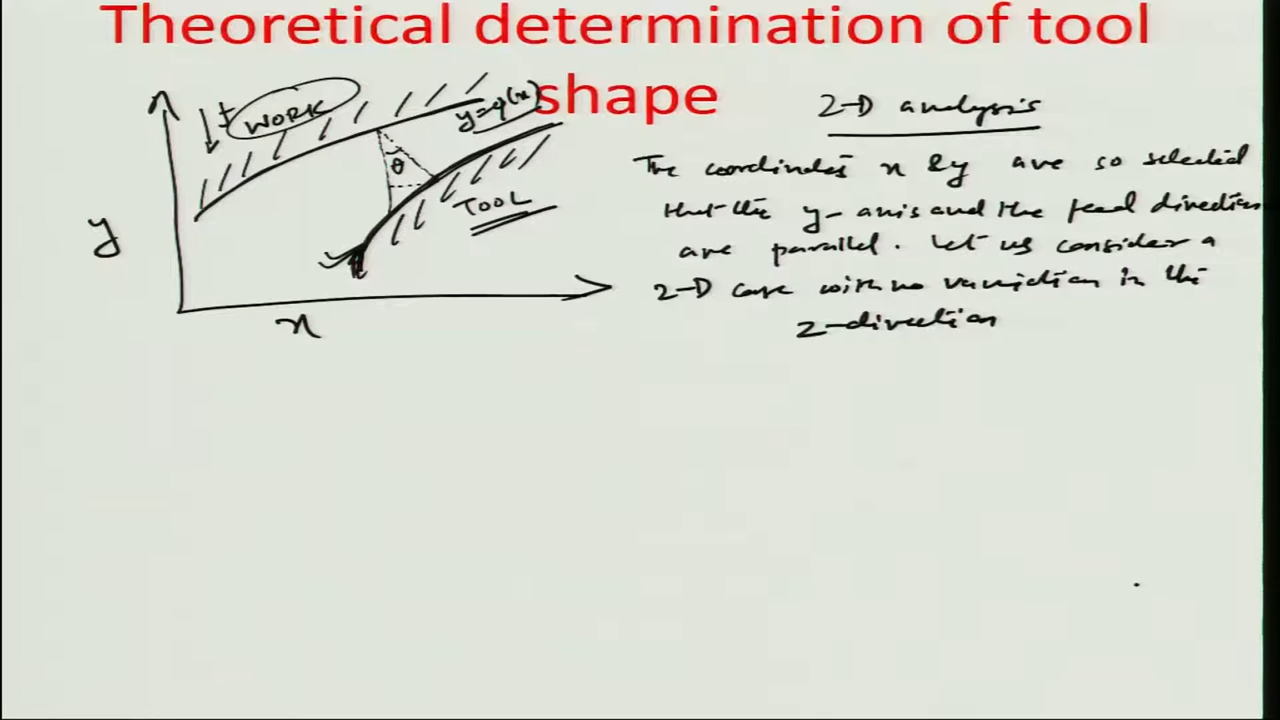 Theoretical determination of tool
shape
WORK
f
y=φ(x)
θ
TOOL
y
x
2-D analysis
The coordinates x & y are so selected
that the y-axis and the feed direction
are parallel. Let us consider a
2-D case with no variation in the
z-direction